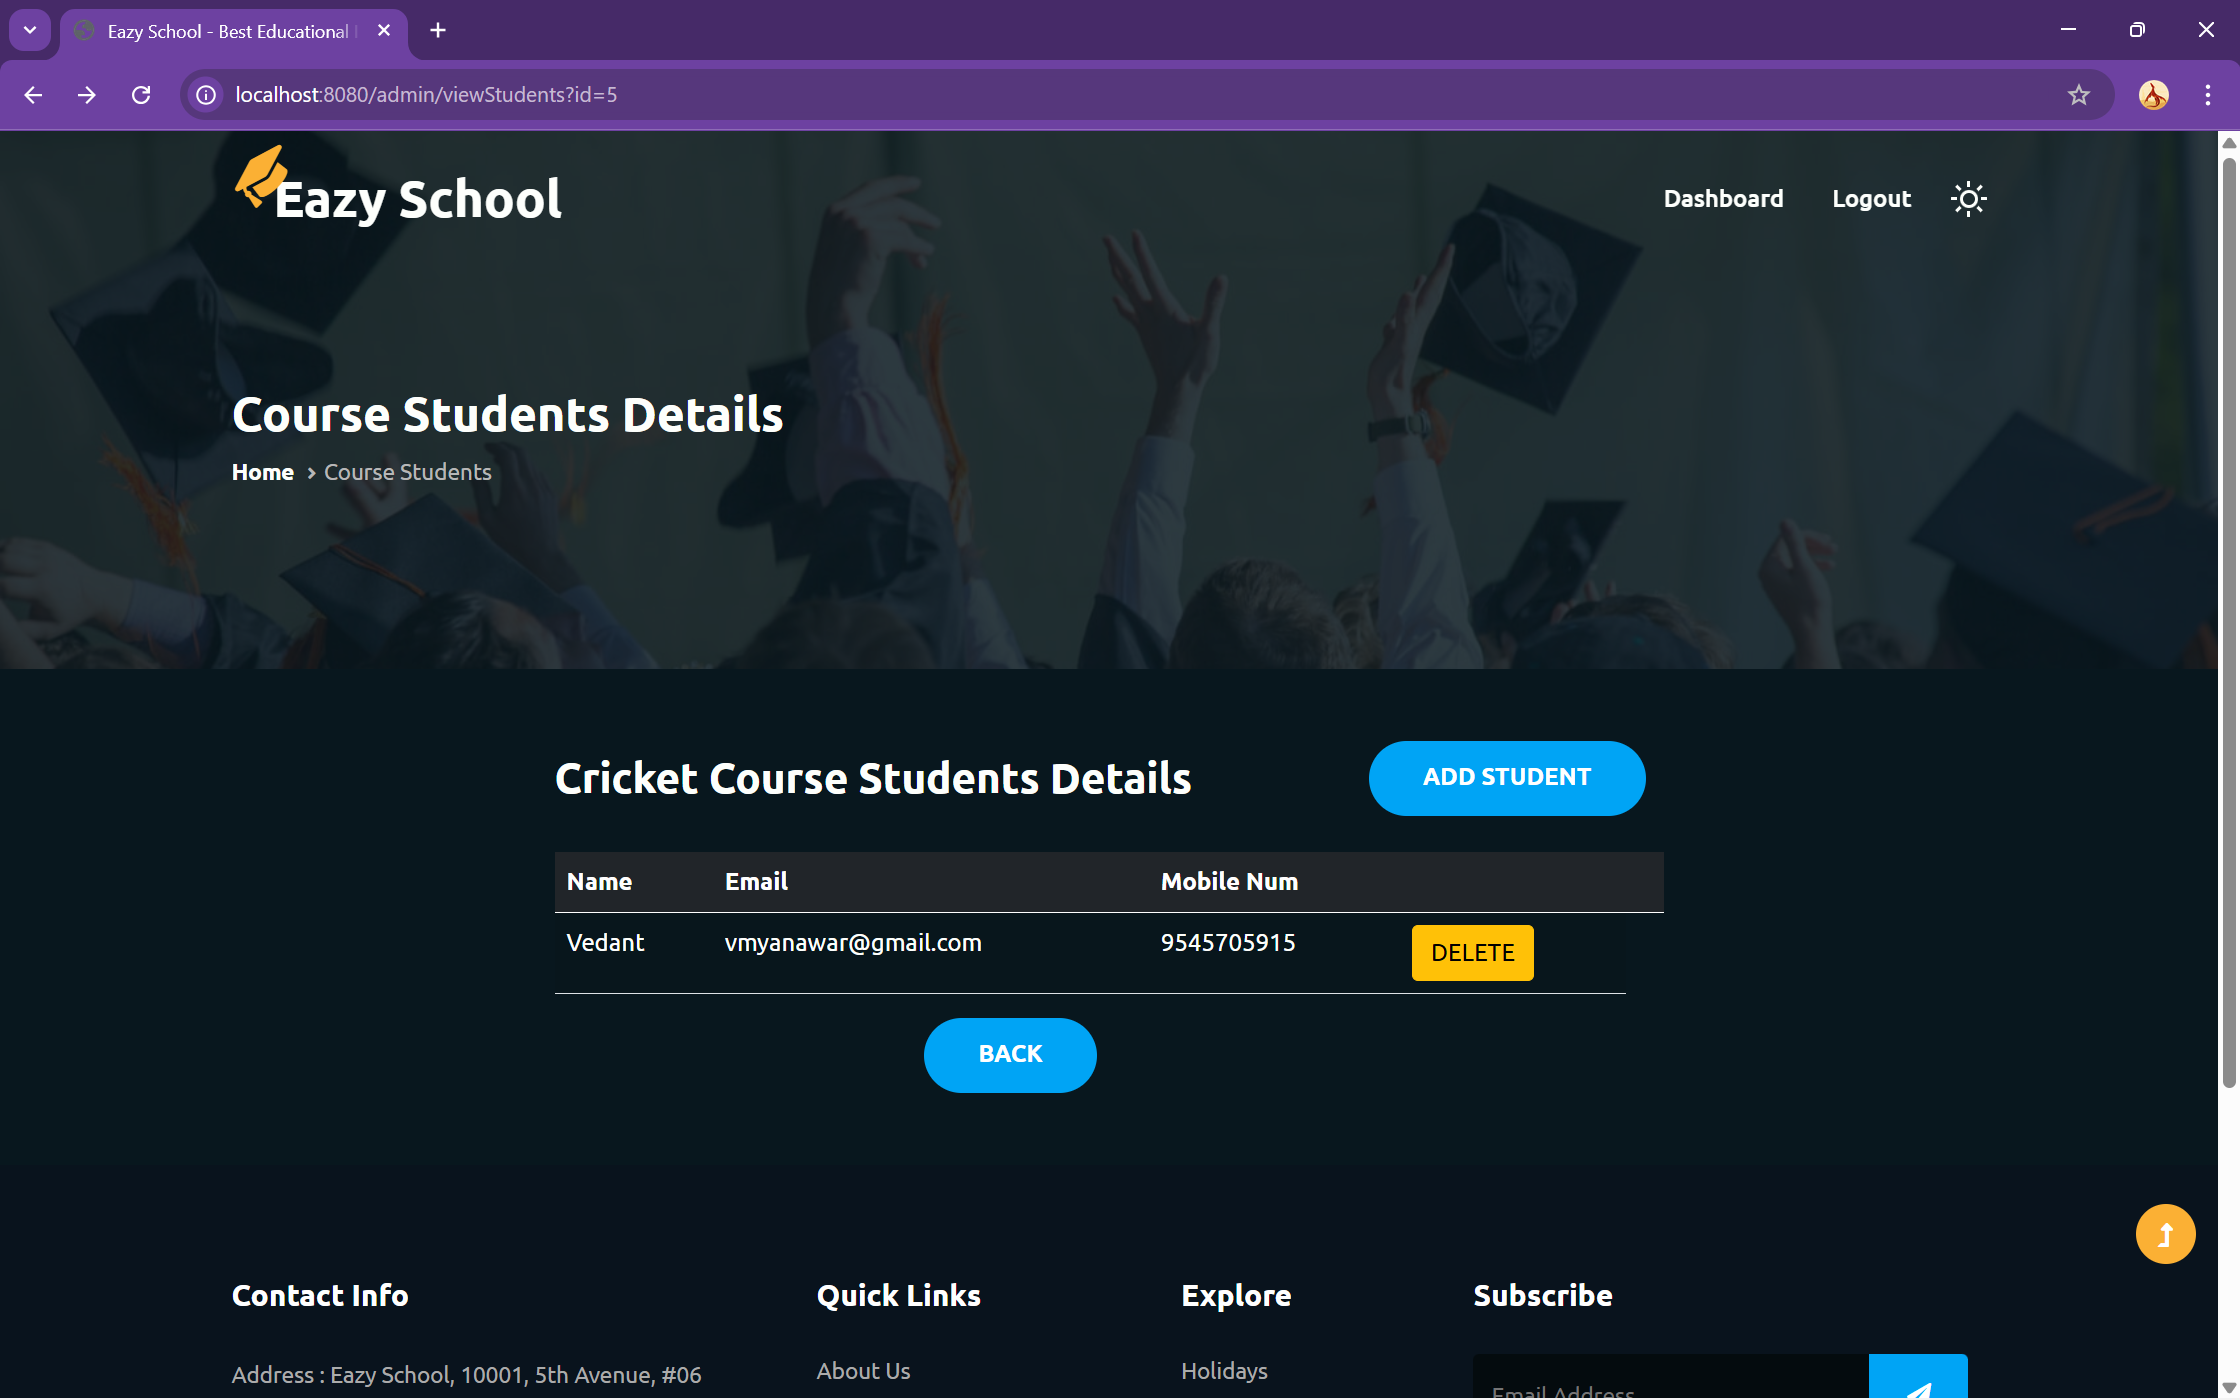 Eazy School - Best Educational
localhost:8080/admin/viewStudents?id=5
Eazy School
Dashboard
Logout
Course Students Details
Home > Course Students
Cricket Course Students Details
ADD STUDENT
Name Email Mobile Num
Vedant vmyanawar@gmail.com 9545705915 DELETE
BACK
Contact Info
Quick Links
Explore
Subscribe
Address : Eazy School, 10001, 5th Avenue, #06
About Us
Holidays
Email Address